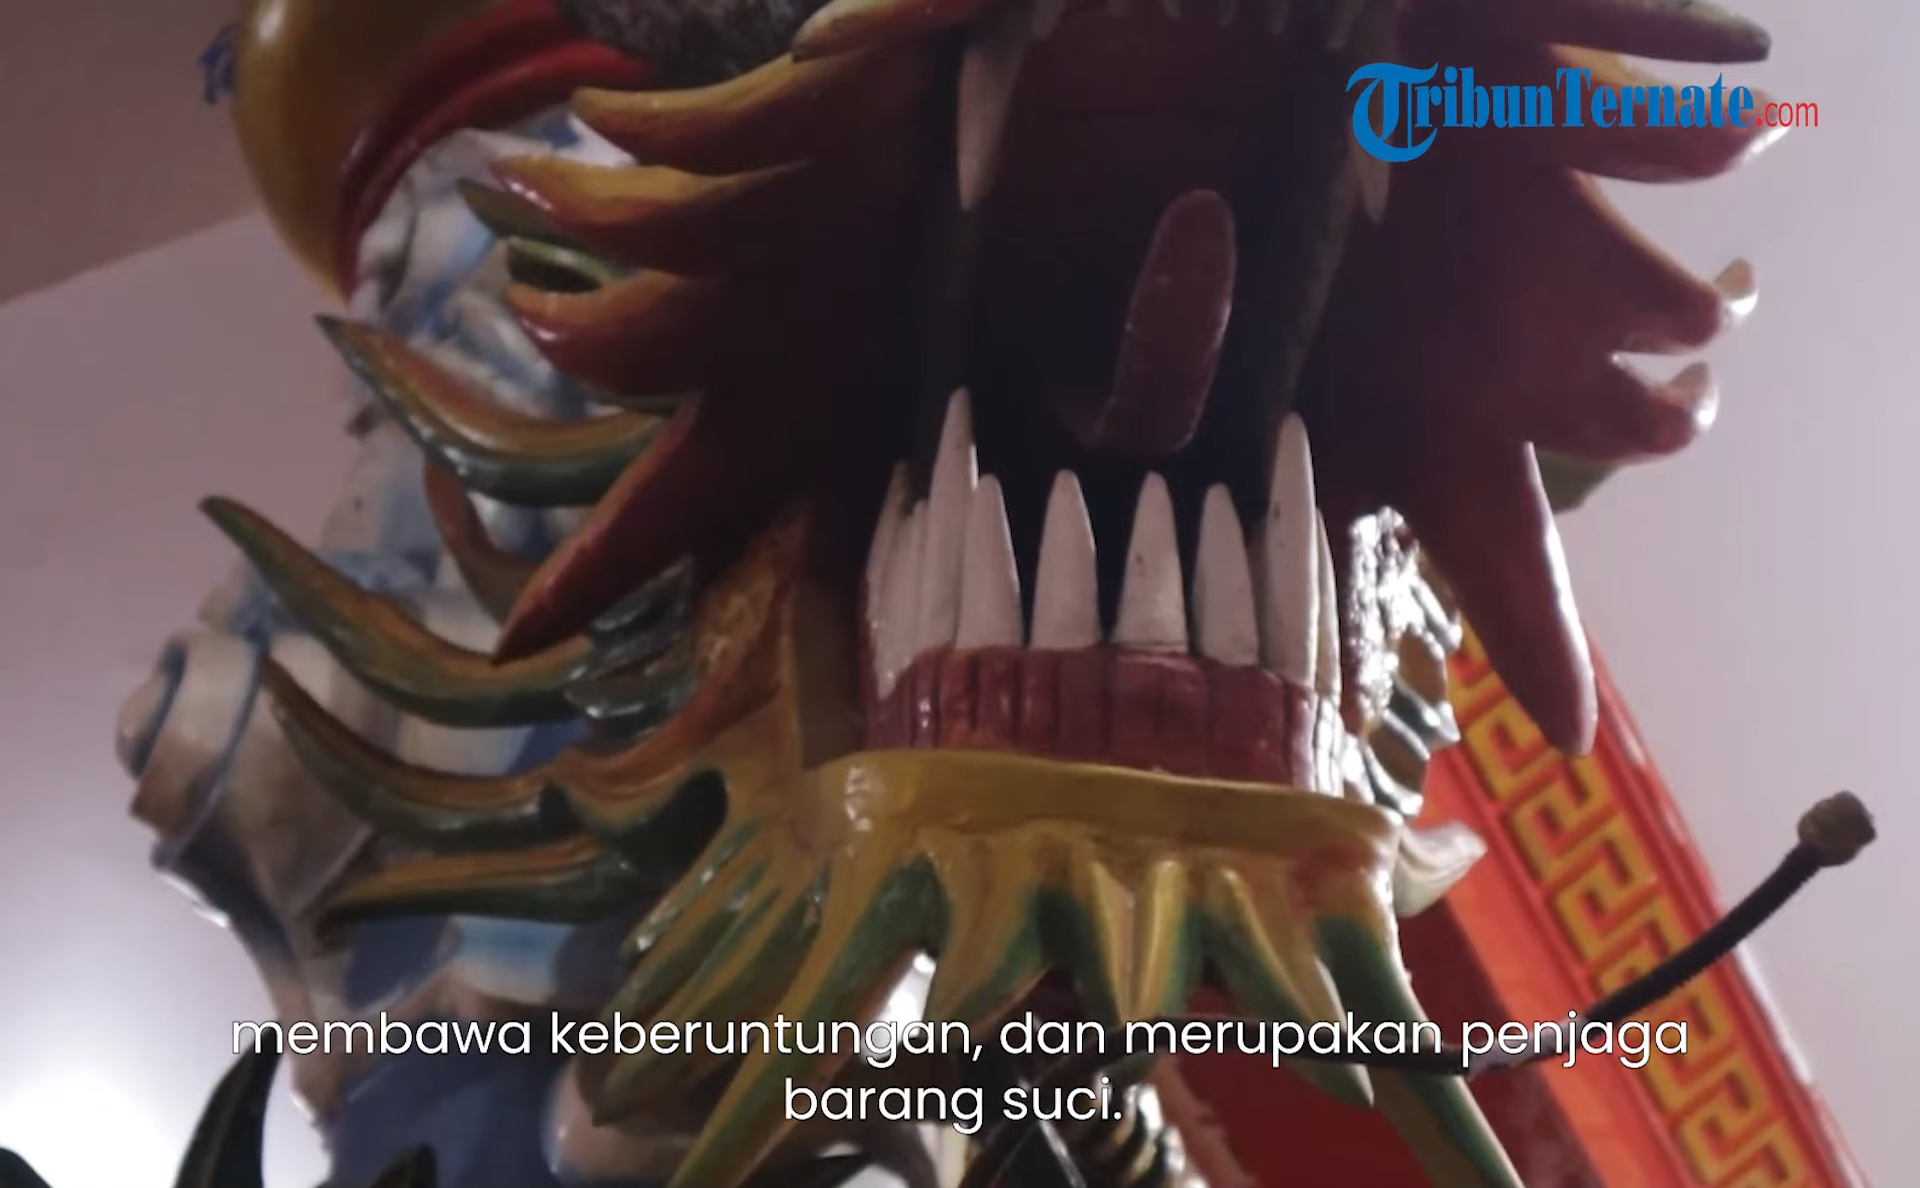 TribunTernate.com
membawa keberuntungan, dan merupakan penjaga
barang suci.